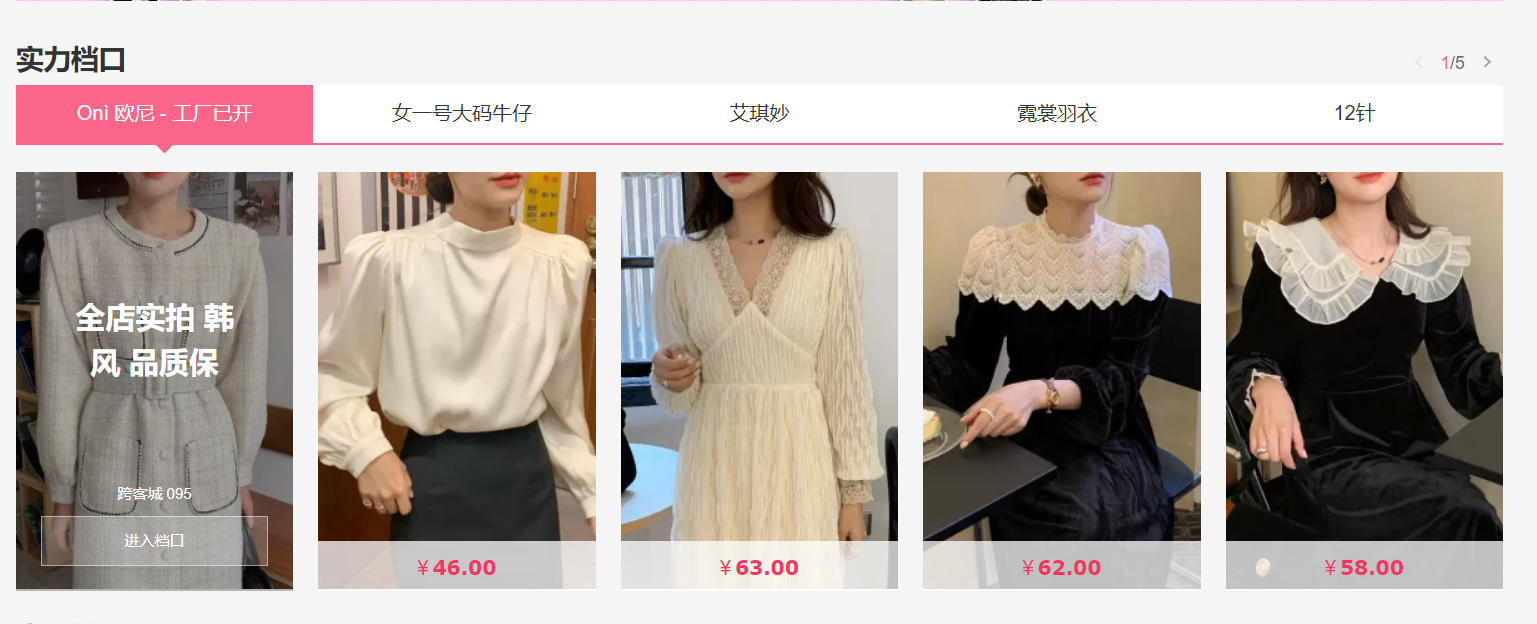 实力档口
1/5
Onì 欧尼 - 工厂已开
女一号大码牛仔
艾琪妙
霓裳羽衣
12针
全店实拍 韩
风 品质保
跨客城 095
进入档口
￥46.00
￥63.00
￥62.00
￥58.00